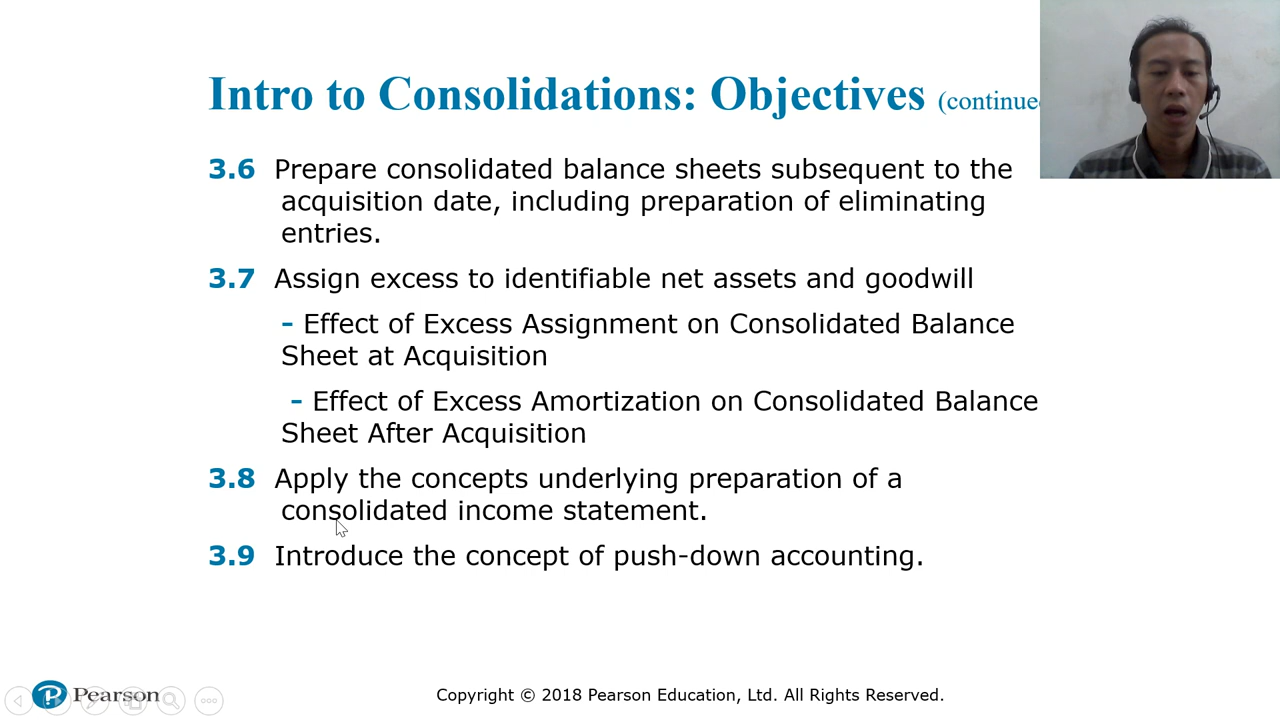 Intro to Consolidations: Objectives (continue
3.6 Prepare consolidated balance sheets subsequent to the
acquisition date, including preparation of eliminating
entries.
3.7 Assign excess to identifiable net assets and goodwill
- Effect of Excess Assignment on Consolidated Balance
Sheet at Acquisition
- Effect of Excess Amortization on Consolidated Balance
Sheet After Acquisition
3.8 Apply the concepts underlying preparation of a
consolidated income statement.
3.9 Introduce the concept of push-down accounting.
Pearson
Copyright © 2018 Pearson Education, Ltd. All Rights Reserved.